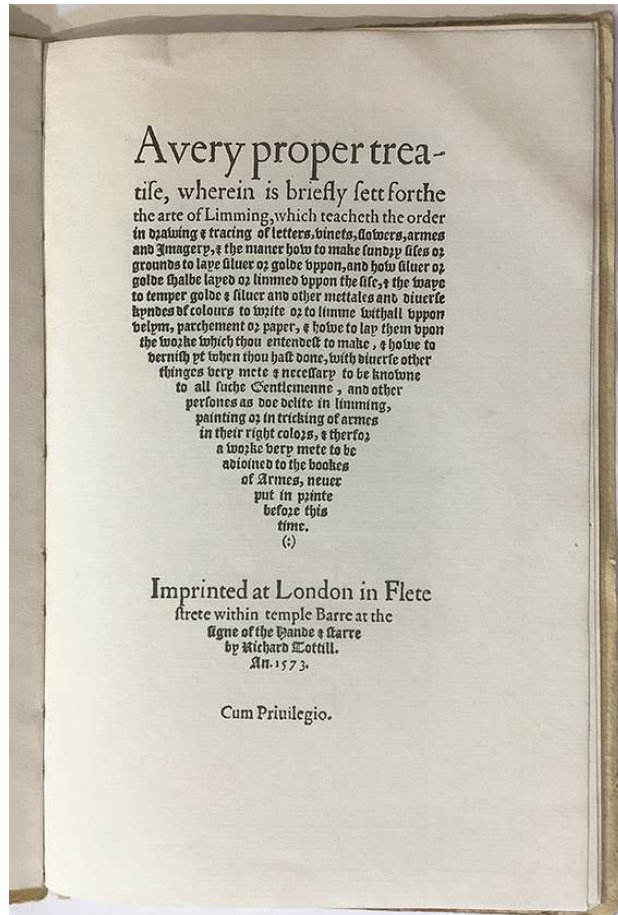 A very proper trea-
tiſe, wherein is briefly ſett forthe
the arte of Limming, which teacheth the order
in drawing & tracing of letters, vinets, flowers, armes
and Imagery, & the maner how to make ſundry ſiſes or
grounds to laye ſiluer or golde vppon, and how ſiluer or
golde ſhalbe layed or limmed vppon the ſiſe, & the waye
to temper golde & ſiluer and other mettales and diuerſe
kyndes of colours to write or to limme withall vppon
velym, parchement or paper, & howe to lay them vpon
the worke which thou entendeſt to make, & howe to
verniſh yt when thou haſt done, with diuerſe other
thinges very mete & neceſſary to be knowne
to all ſuche Gentlemenne, and other
perſones as doe delite in limming,
painting or in tricking of armes
in their right colors, & therfor
a worke very mete to be
adioined to the bookes
of Armes, neuer
put in printe
before this
time.
(:)
Imprinted at London in Flete
ſtrete within temple Barre at the
ſigne of the Hande & ſtarre
by Richard Tottill.
An. 1573.
Cum Priuilegio.